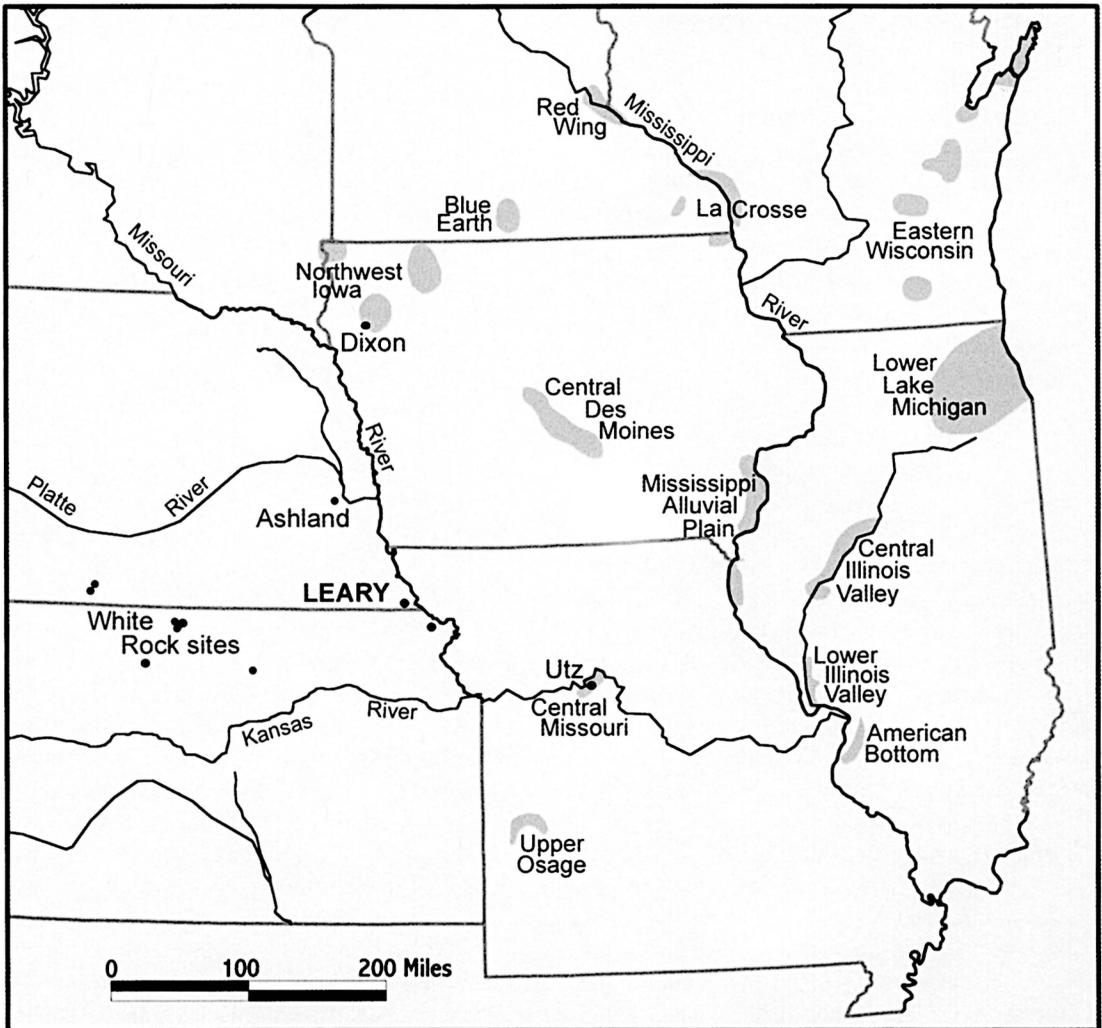 Red
Wing
Mississippi
Blue
Earth
La Crosse
Eastern
Wisconsin
Missouri
Northwest
Iowa
Dixon
River
Lower
Lake
Michigan
Central
Des
Moines
River
Platte
River
Ashland
Mississippi
Alluvial
Plain
Central
Illinois
Valley
LEARY
White
Rock sites
Utz
Central
Missouri
Lower
Illinois
Valley
Kansas
River
American
Bottom
Upper
Osage
0 100 200 Miles